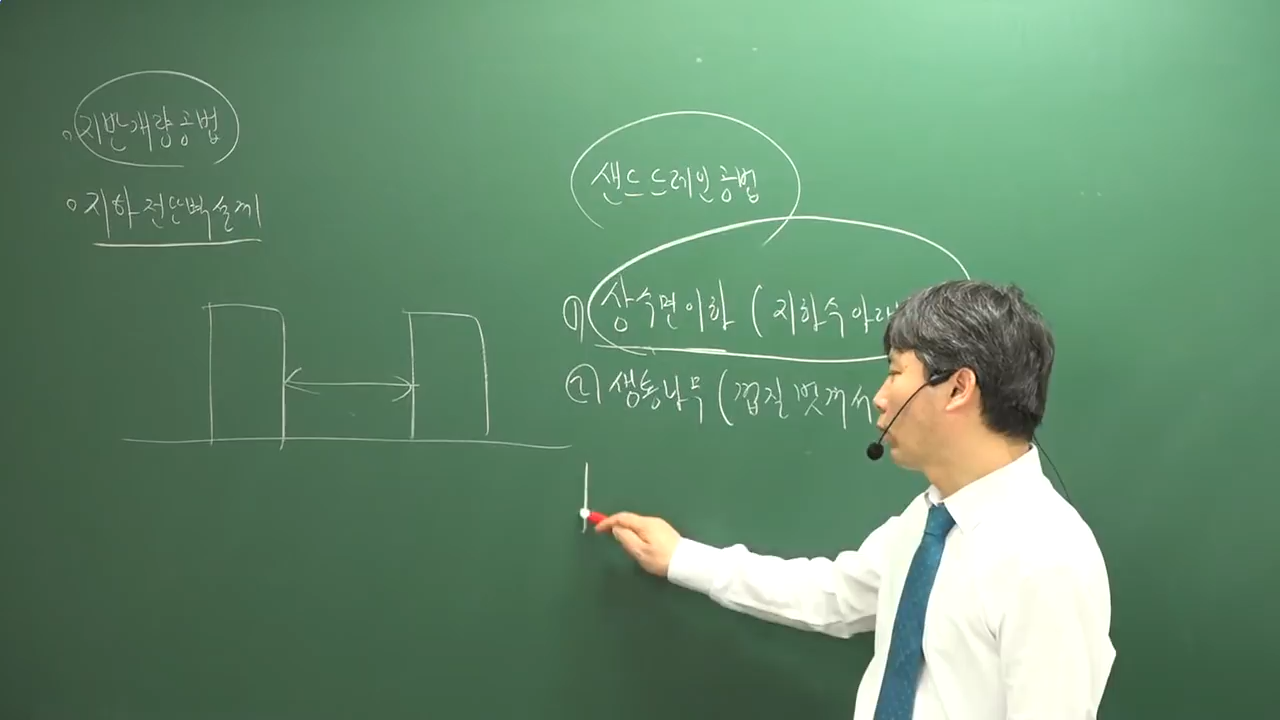 ◦ 지반개량공법
◦ 지하전단벽설계
샌드드레인공법
① 상수면이하 (지하수 아래
② 생통나무 (껍질 벗겨서